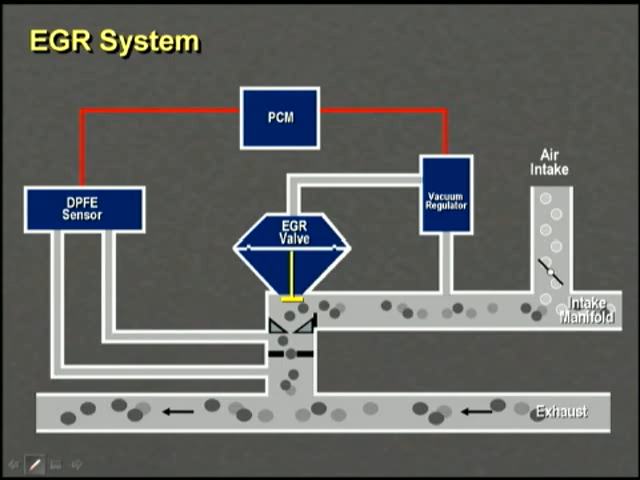 EGR System
PCM
Air
Intake
DPFE
Sensor
Vacuum
Regulator
EGR
Valve
Intake
Manifold
Exhaust